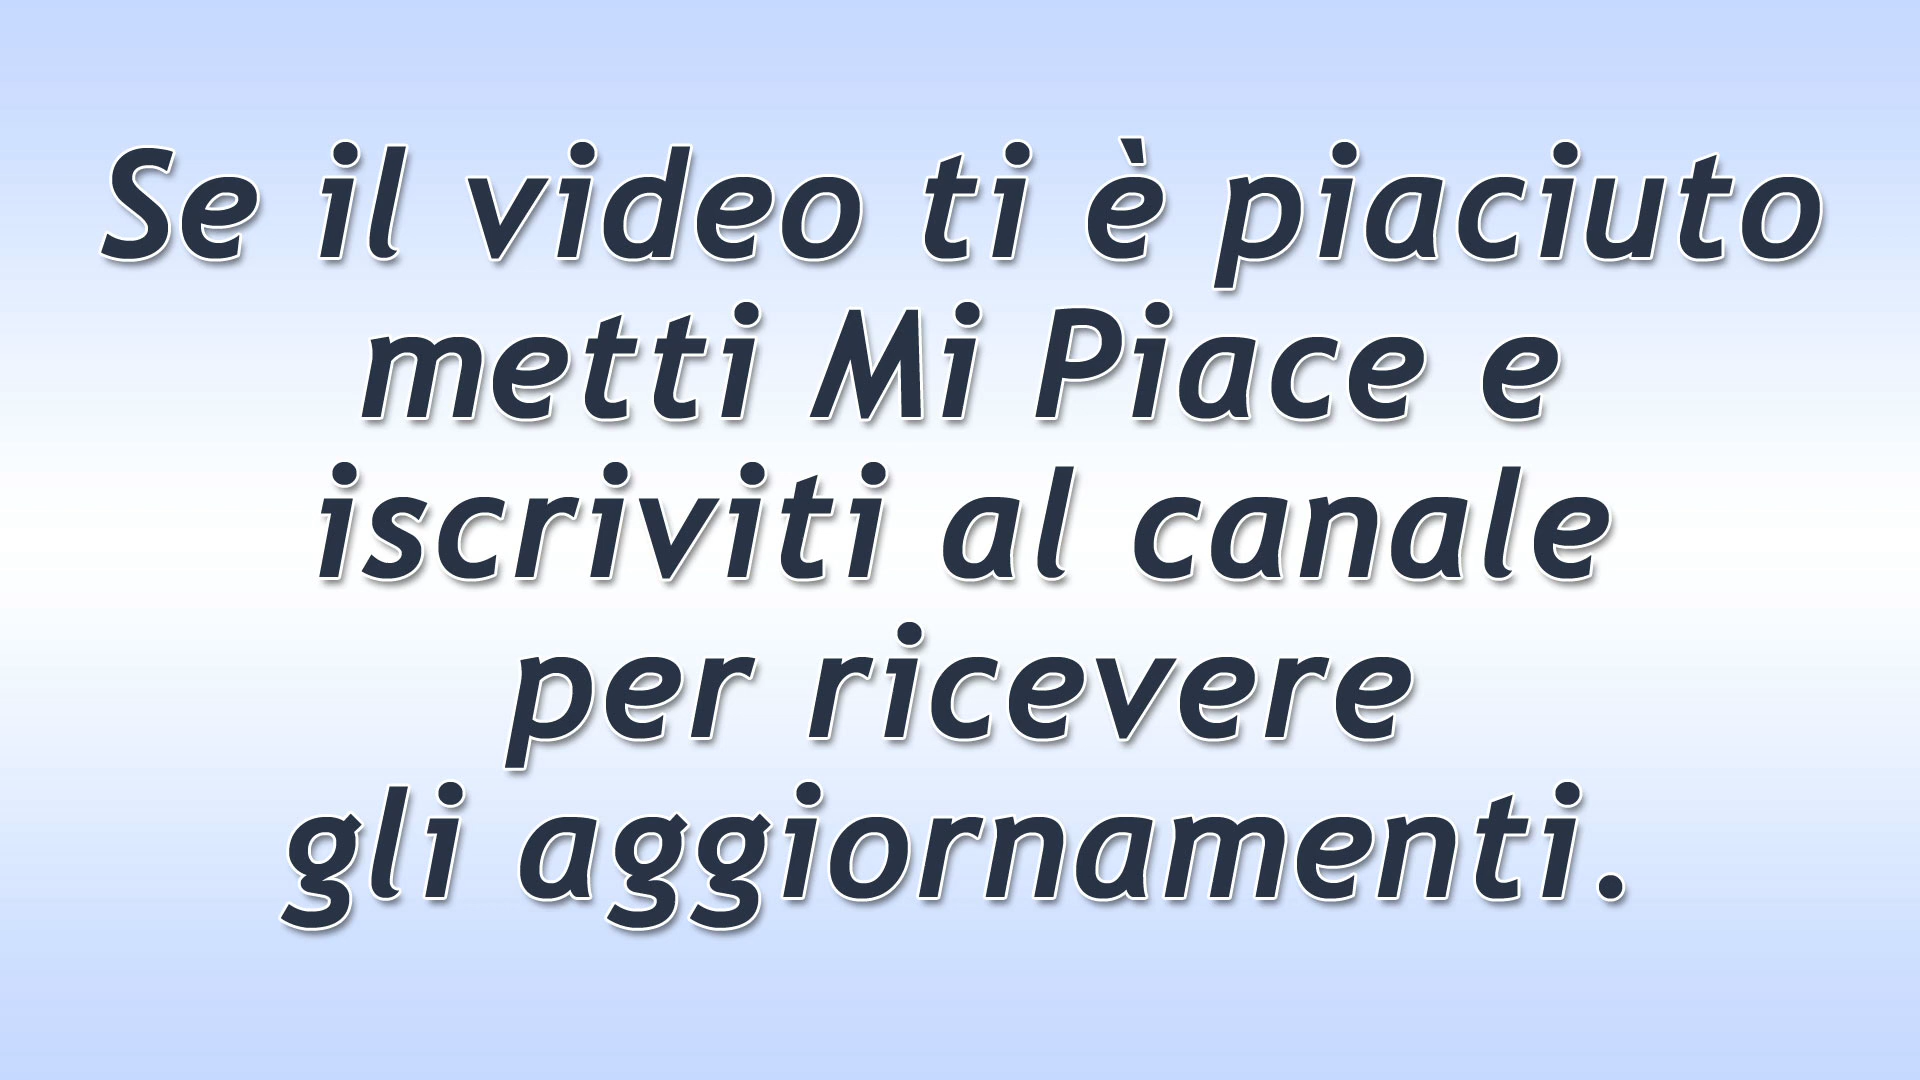 Se il video ti è piaciuto
metti Mi Piace e
iscriviti al canale
per ricevere
gli aggiornamenti.